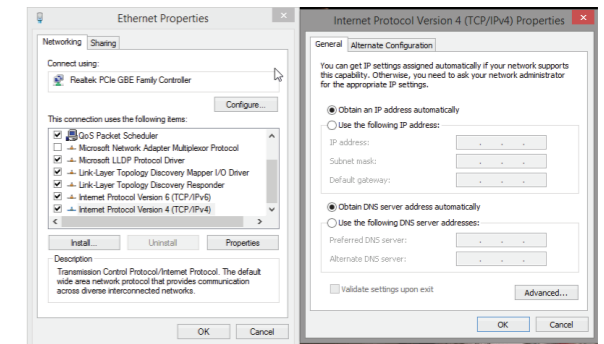 Ethernet Properties
Networking
Sharing
Connect using:
Realtek PCIe GBE Family Controller
Configure...
This connection uses the following items:
QoS Packet Scheduler
Microsoft Network Adapter Multiplexor Protocol
Microsoft LLDP Protocol Driver
Link-Layer Topology Discovery Mapper I/O Driver
Link-Layer Topology Discovery Responder
Internet Protocol Version 6 (TCP/IPv6)
Internet Protocol Version 4 (TCP/IPv4)
Install...
Uninstall
Properties
Description
Transmission Control Protocol/Internet Protocol. The default
wide area network protocol that provides communication
across diverse interconnected networks.
OK
Cancel
Internet Protocol Version 4 (TCP/IPv4) Properties
General
Alternate Configuration
You can get IP settings assigned automatically if your network supports
this capability. Otherwise, you need to ask your network administrator
for the appropriate IP settings.
Obtain an IP address automatically
Use the following IP address:
IP address:
Subnet mask:
Default gateway:
Obtain DNS server address automatically
Use the following DNS server addresses:
Preferred DNS server:
Alternate DNS server:
Validate settings upon exit
Advanced...
OK
Cancel